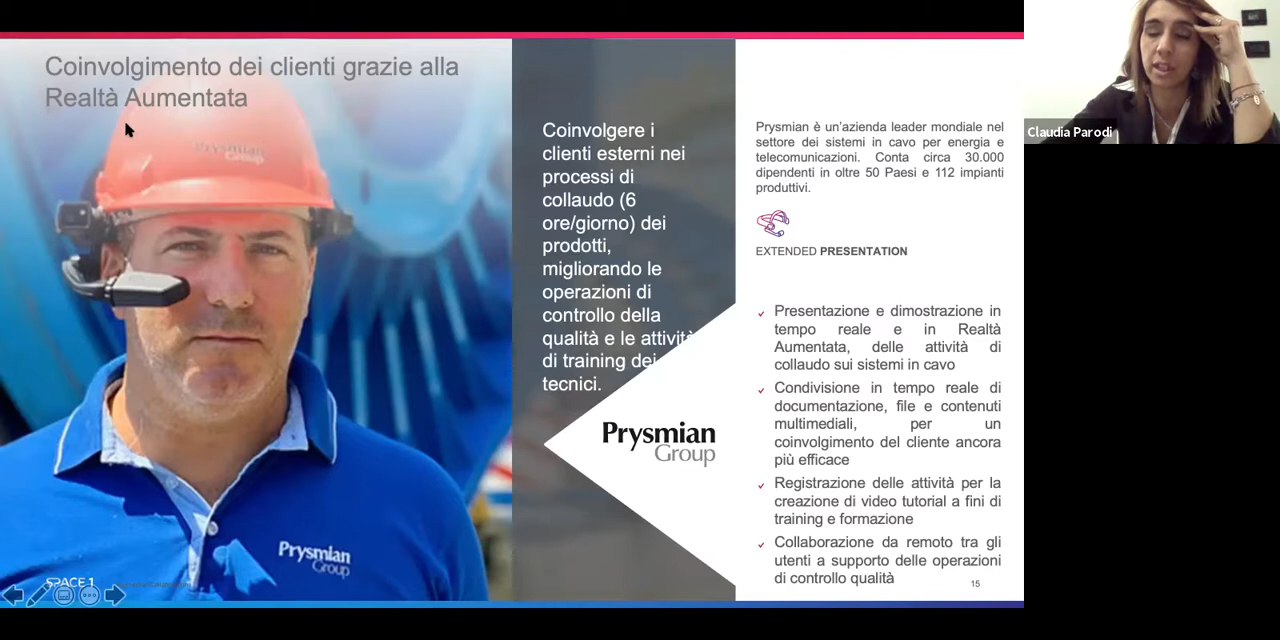 Coinvolgimento dei clienti grazie alla
Realtà Aumentata
Prysmian
Group
Coinvolgere i
clienti esterni nei
processi di
collaudo (6
ore/giorno) dei
prodotti,
migliorando le
operazioni di
controllo della
qualità e le attività
di training dei
tecnici.
Prysmian
Group
Prysmian è un'azienda leader mondiale nel
settore dei sistemi in cavo per energia e
telecomunicazioni. Conta circa 30.000
dipendenti in oltre 50 Paesi e 112 impianti
produttivi.
EXTENDED PRESENTATION
Presentazione e dimostrazione in
tempo reale e in Realtà
Aumentata, delle attività di
collaudo sui sistemi in cavo
Condivisione in tempo reale di
documentazione, file e contenuti
multimediali, per un
coinvolgimento del cliente ancora
più efficace
Registrazione delle attività per la
creazione di video tutorial a fini di
training e formazione
Collaborazione da remoto tra gli
utenti a supporto delle operazioni
di controllo qualità
Prysmian
Group
SPACE 1
15
Claudia Parodi